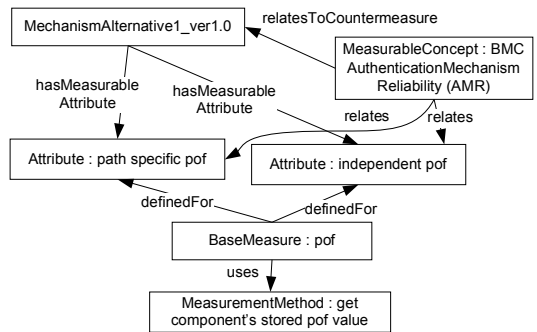 MechanismAlternative1_ver1.0
relatesToCountermeasure
MeasurableConcept : BMC
AuthenticationMechanism
Reliability (AMR)
hasMeasurable
Attribute
hasMeasurable
Attribute
relates
relates
Attribute : path specific pof
Attribute : independent pof
definedFor
definedFor
BaseMeasure : pof
uses
MeasurementMethod : get
component's stored pof value